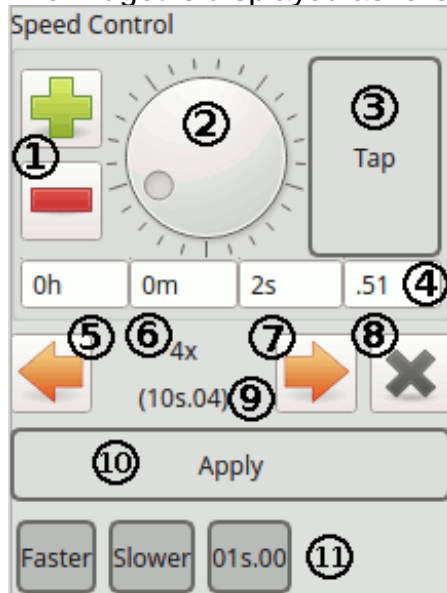 Speed Control
① ② ③
Tap
0h 0m 2s .51 ④
⑤ ⑥ 4x ⑦ ⑧
(10s.04) ⑨
⑩ Apply
Faster Slower 01s.00 ⑪